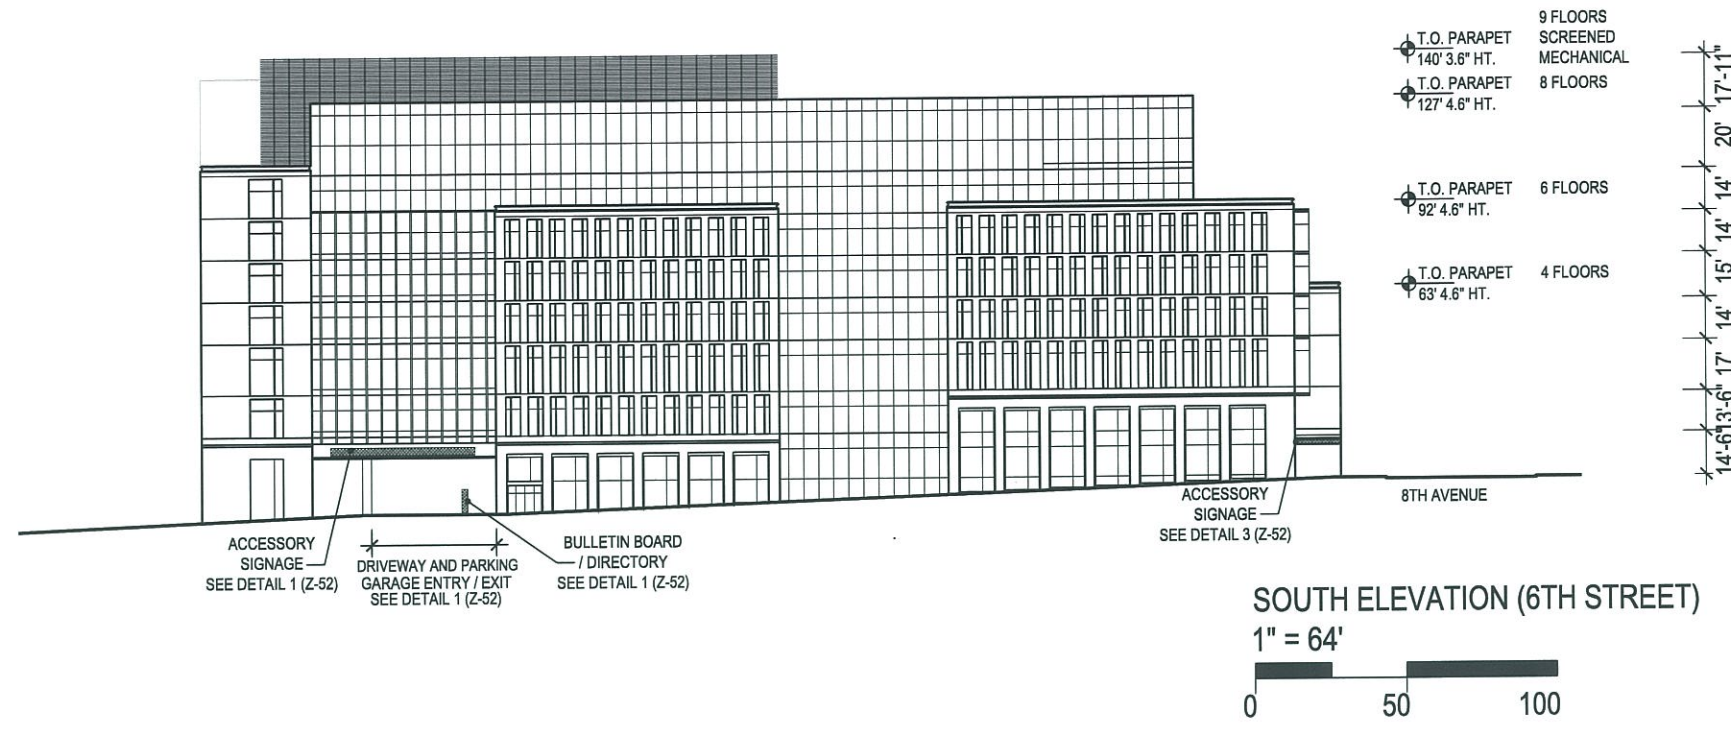 9 FLOORS
T.O. PARAPET SCREENED
140' 3.6" HT. MECHANICAL
T.O. PARAPET 8 FLOORS
127' 4.6" HT.
T.O. PARAPET 6 FLOORS
92' 4.6" HT.
T.O. PARAPET 4 FLOORS
63' 4.6" HT.
17'-11"
20'
14'
14'
15'
14'
17'
13'-6"
14'-6"
8TH AVENUE
ACCESSORY
SIGNAGE
SEE DETAIL 3 (Z-52)
ACCESSORY
SIGNAGE
SEE DETAIL 1 (Z-52)
DRIVEWAY AND PARKING
GARAGE ENTRY / EXIT
SEE DETAIL 1 (Z-52)
BULLETIN BOARD
/ DIRECTORY
SEE DETAIL 1 (Z-52)
SOUTH ELEVATION (6TH STREET)
1" = 64'
0 50 100